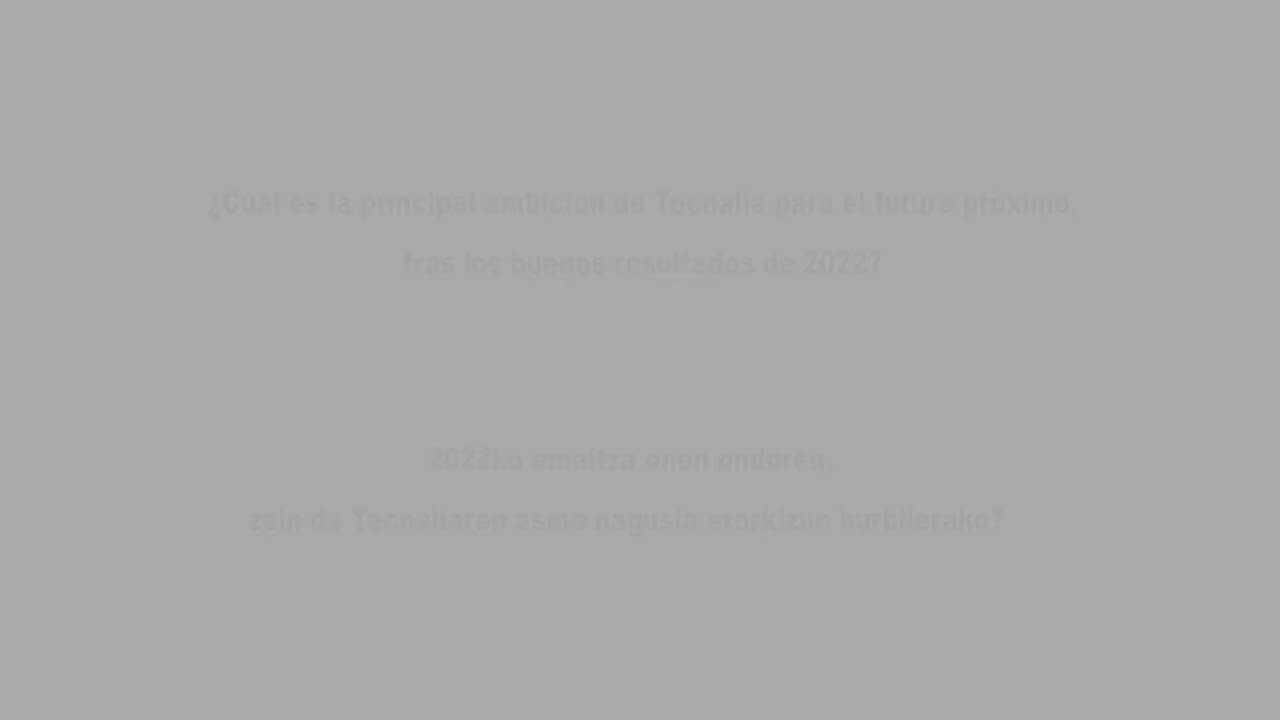 ¿Cual es la principal ambicion de Tecnalia para el futuro proximo,
tras los buenos resultados de 2022?
2022ko emaitza onen ondoren,
zein da Tecnaliaren asmo nagusia etorkizun hurbilerako?